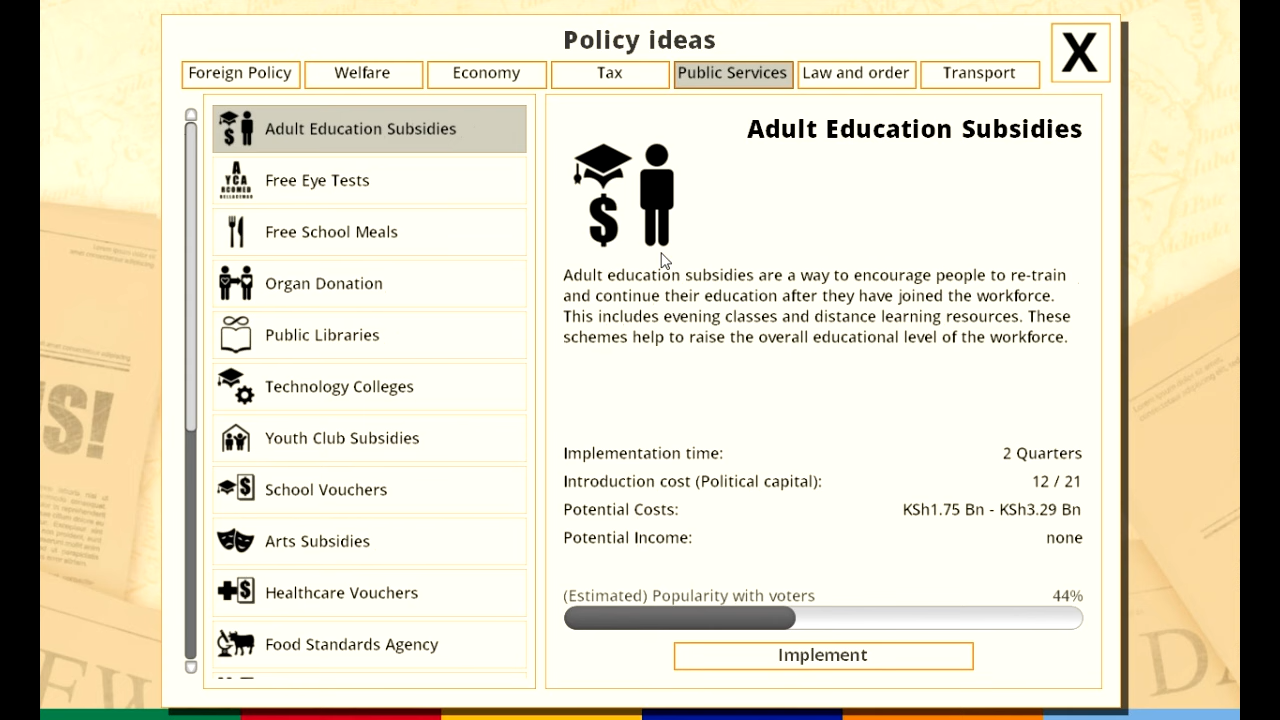 Policy ideas
X
Foreign Policy
Welfare
Economy
Tax
Public Services
Law and order
Transport
Adult Education Subsidies
Free Eye Tests
Free School Meals
Organ Donation
Public Libraries
Technology Colleges
Youth Club Subsidies
School Vouchers
Arts Subsidies
Healthcare Vouchers
Food Standards Agency
Adult Education Subsidies
Adult education subsidies are a way to encourage people to re-train
and continue their education after they have joined the workforce.
This includes evening classes and distance learning resources. These
schemes help to raise the overall educational level of the workforce.
Implementation time: 2 Quarters
Introduction cost (Political capital): 12 / 21
Potential Costs: KSh1.75 Bn - KSh3.29 Bn
Potential Income: none
(Estimated) Popularity with voters 44%
Implement